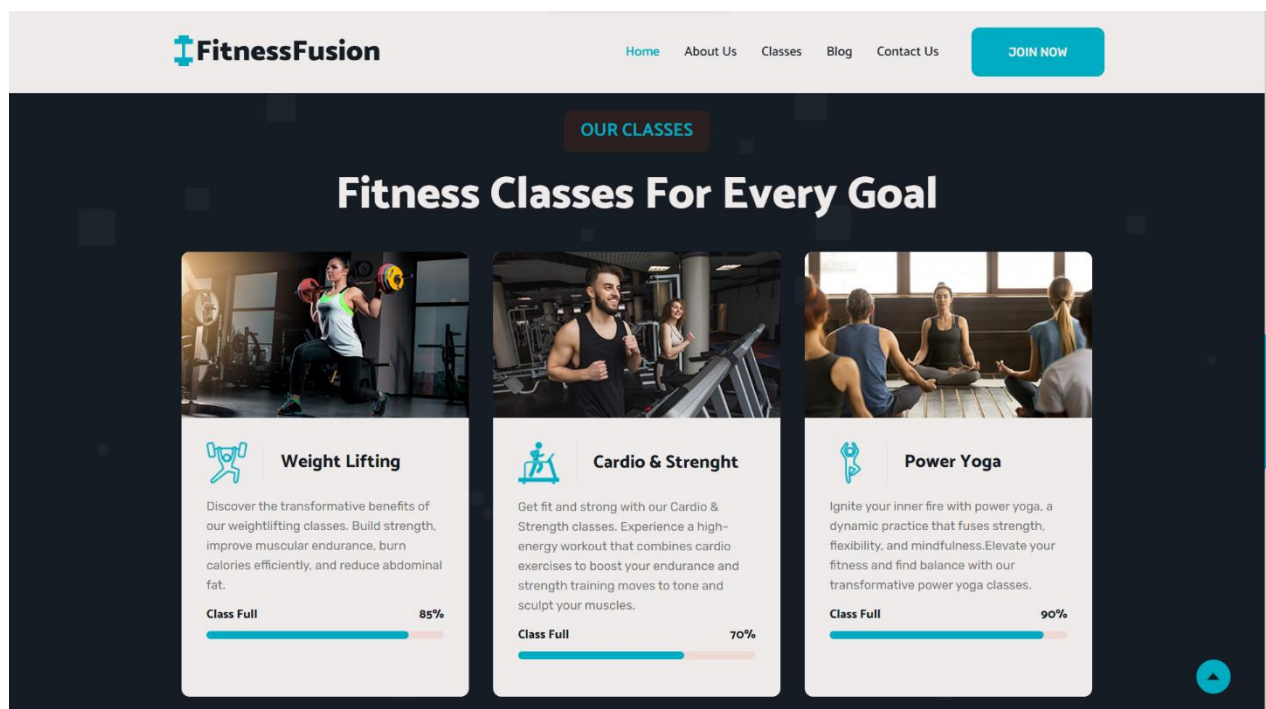 FitnessFusion
Home About Us Classes Blog Contact Us JOIN NOW
OUR CLASSES
Fitness Classes For Every Goal
Weight Lifting
Discover the transformative benefits of
our weightlifting classes. Build strength,
improve muscular endurance, burn
calories efficiently, and reduce abdominal
fat.
Class Full 85%
Cardio & Strenght
Get fit and strong with our Cardio &
Strength classes. Experience a high-
energy workout that combines cardio
exercises to boost your endurance and
strength training moves to tone and
sculpt your muscles.
Class Full 70%
Power Yoga
Ignite your inner fire with power yoga, a
dynamic practice that fuses strength,
flexibility, and mindfulness.Elevate your
fitness and find balance with our
transformative power yoga classes.
Class Full 90%